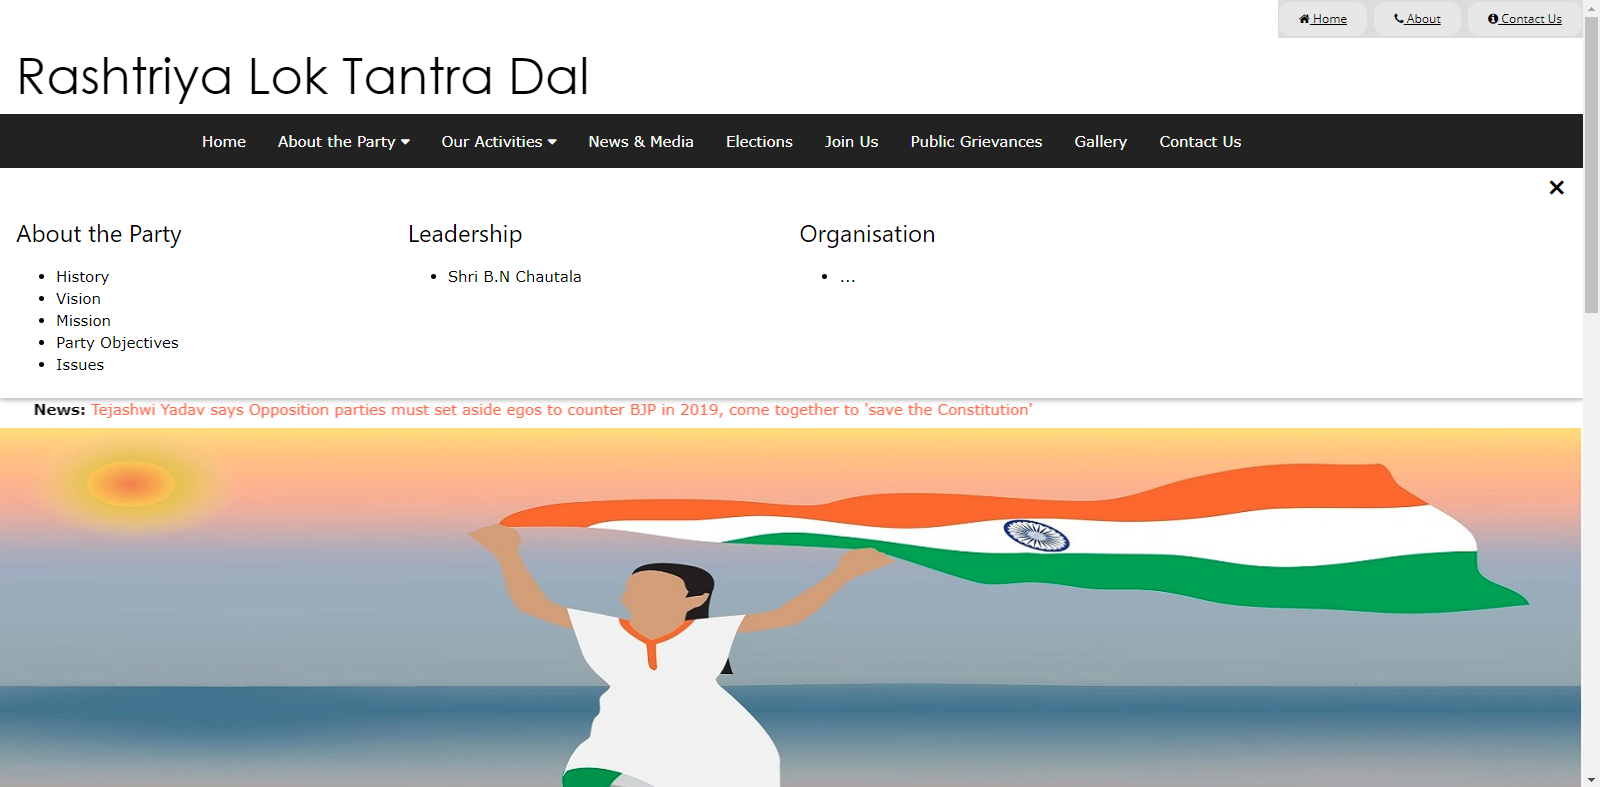 Home About Contact Us
Rashtriya Lok Tantra Dal
Home About the Party Our Activities News & Media Elections Join Us Public Grievances Gallery Contact Us
About the Party
History
Vision
Mission
Party Objectives
Issues
Leadership
Shri B.N Chautala
Organisation
...
News: Tejashwi Yadav says Opposition parties must set aside egos to counter BJP in 2019, come together to 'save the Constitution'